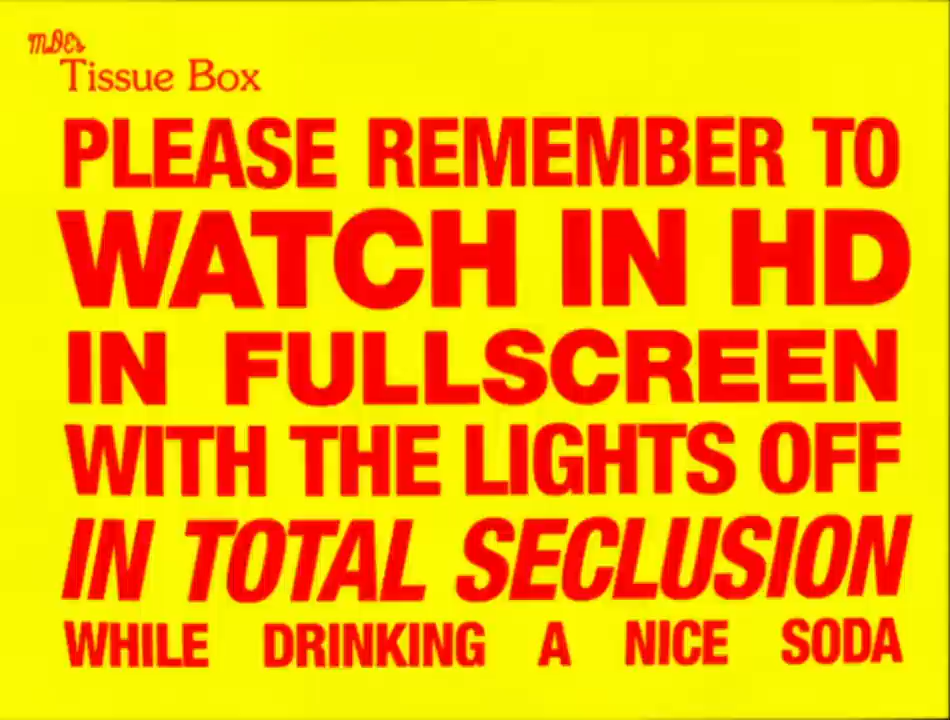 MDEs
Tissue Box
PLEASE REMEMBER TO
WATCH IN HD
IN FULLSCREEN
WITH THE LIGHTS OFF
IN TOTAL SECLUSION
WHILE DRINKING A NICE SODA